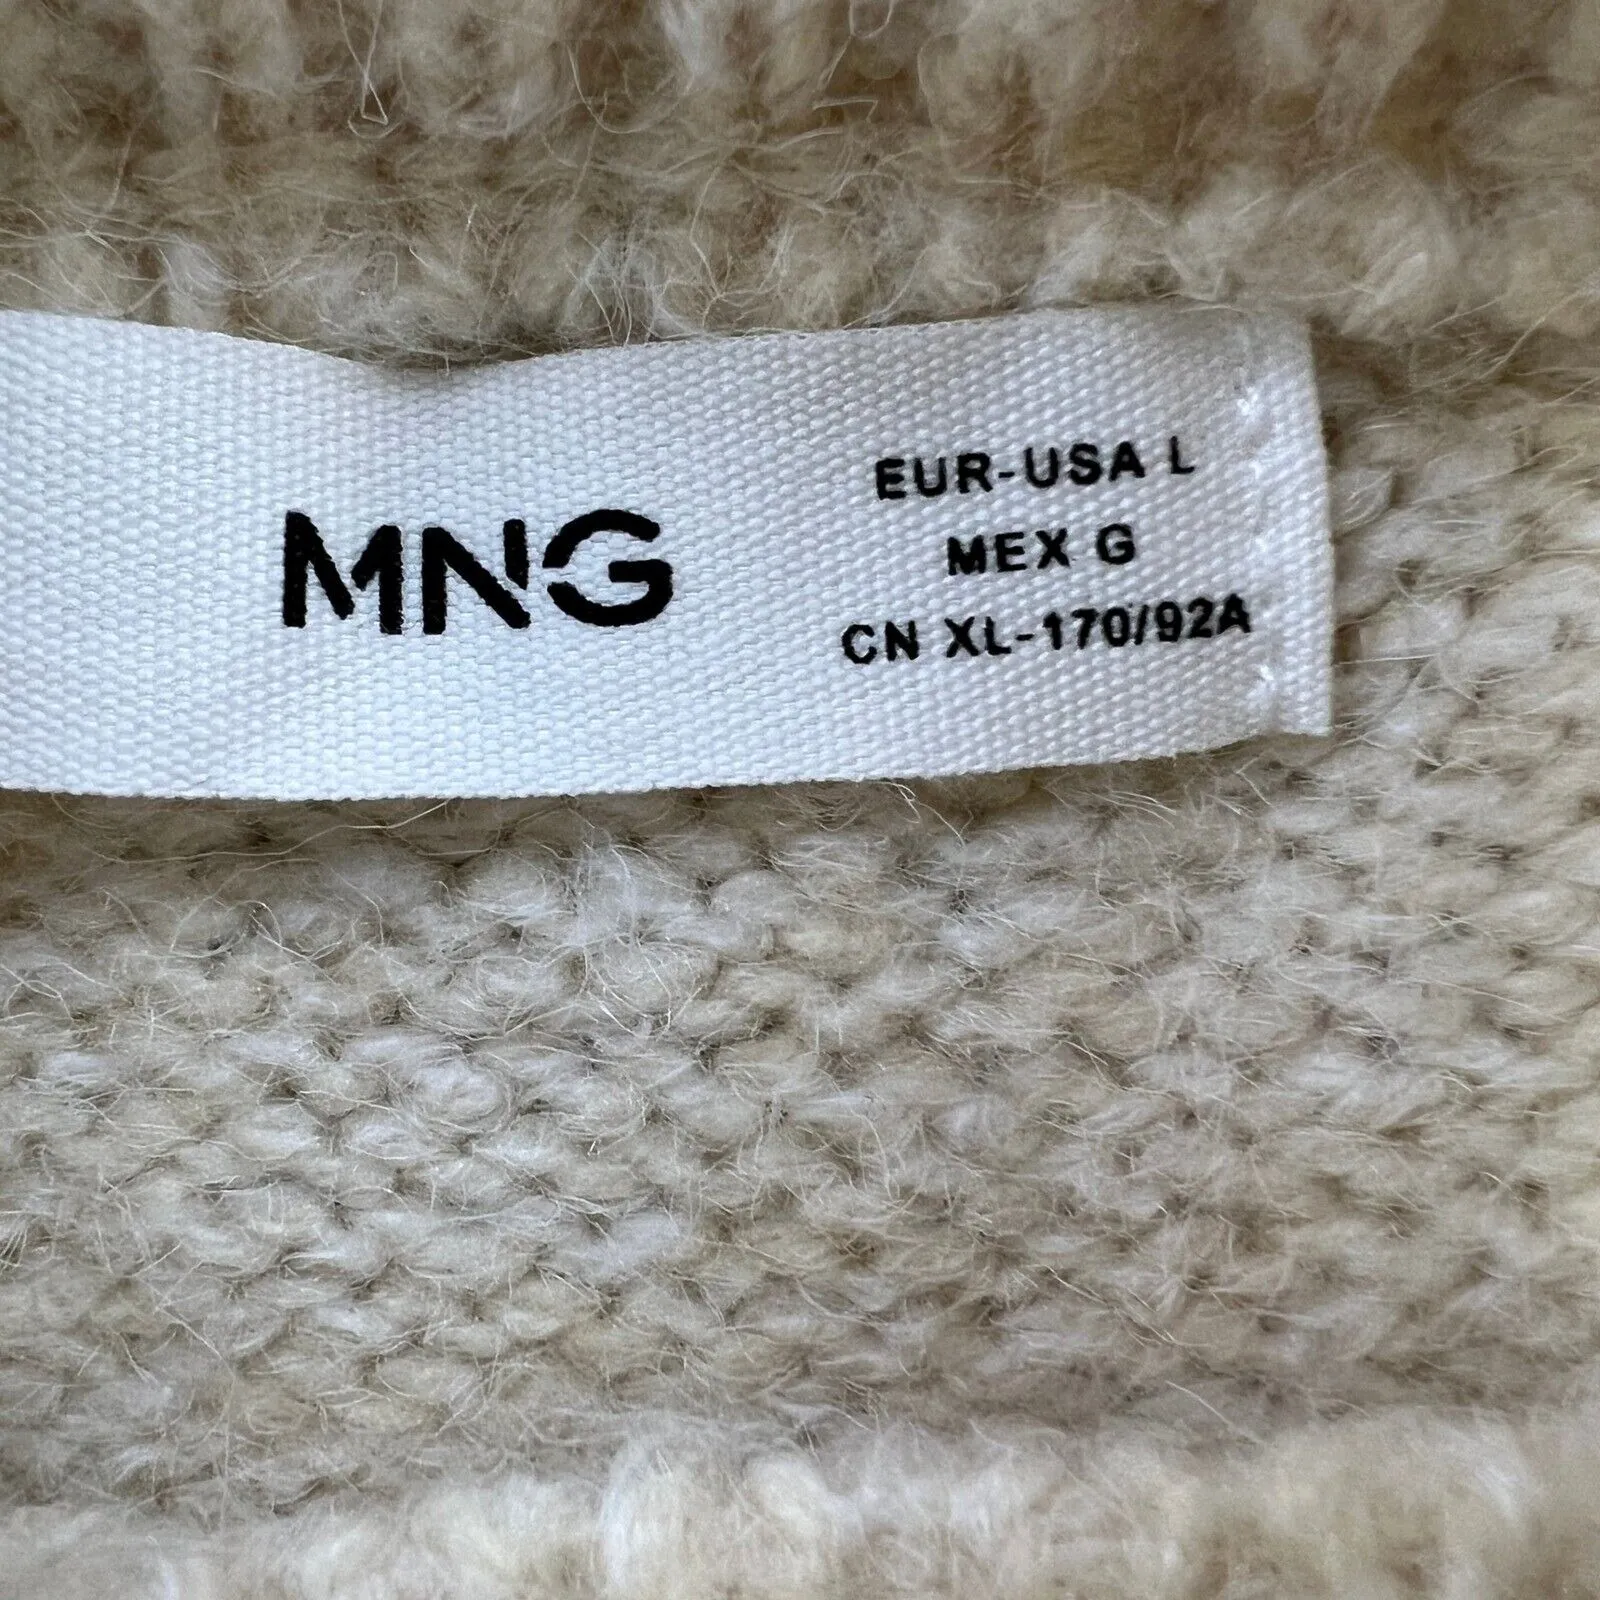 MNG
EUR-USA L
MEX G
CN XL-170/92A